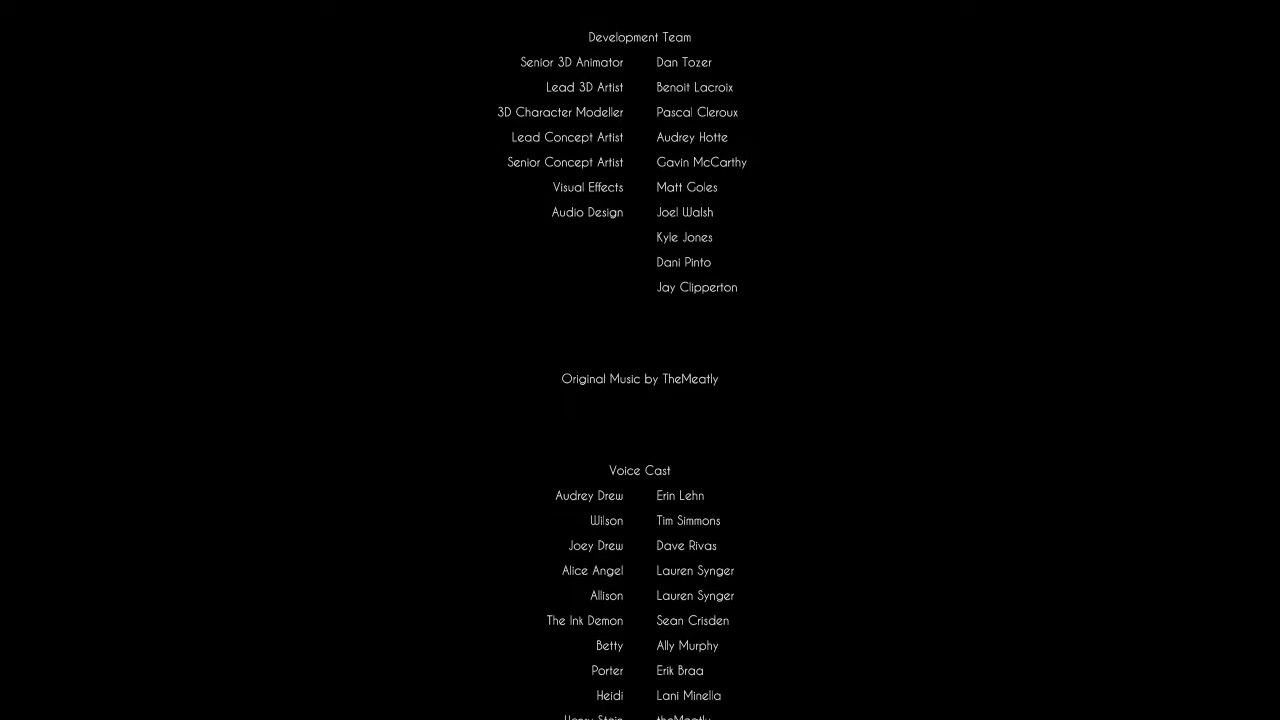 Development Team
Senior 3D Animator Dan Tozer
Lead 3D Artist Benoit Lacroix
3D Character Modeller Pascal Cleroux
Lead Concept Artist Audrey Hotte
Senior Concept Artist Gavin McCarthy
Visual Effects Matt Goles
Audio Design Joel Walsh
Kyle Jones
Dani Pinto
Jay Clipperton
Original Music by TheMeatly
Voice Cast
Audrey Drew Erin Lehn
Wilson Tim Simmons
Joey Drew Dave Rivas
Alice Angel Lauren Synger
Allison Lauren Synger
The Ink Demon Sean Crisden
Betty Ally Murphy
Porter Erik Braa
Heidi Lani Minella
Henry Stein theMeatly